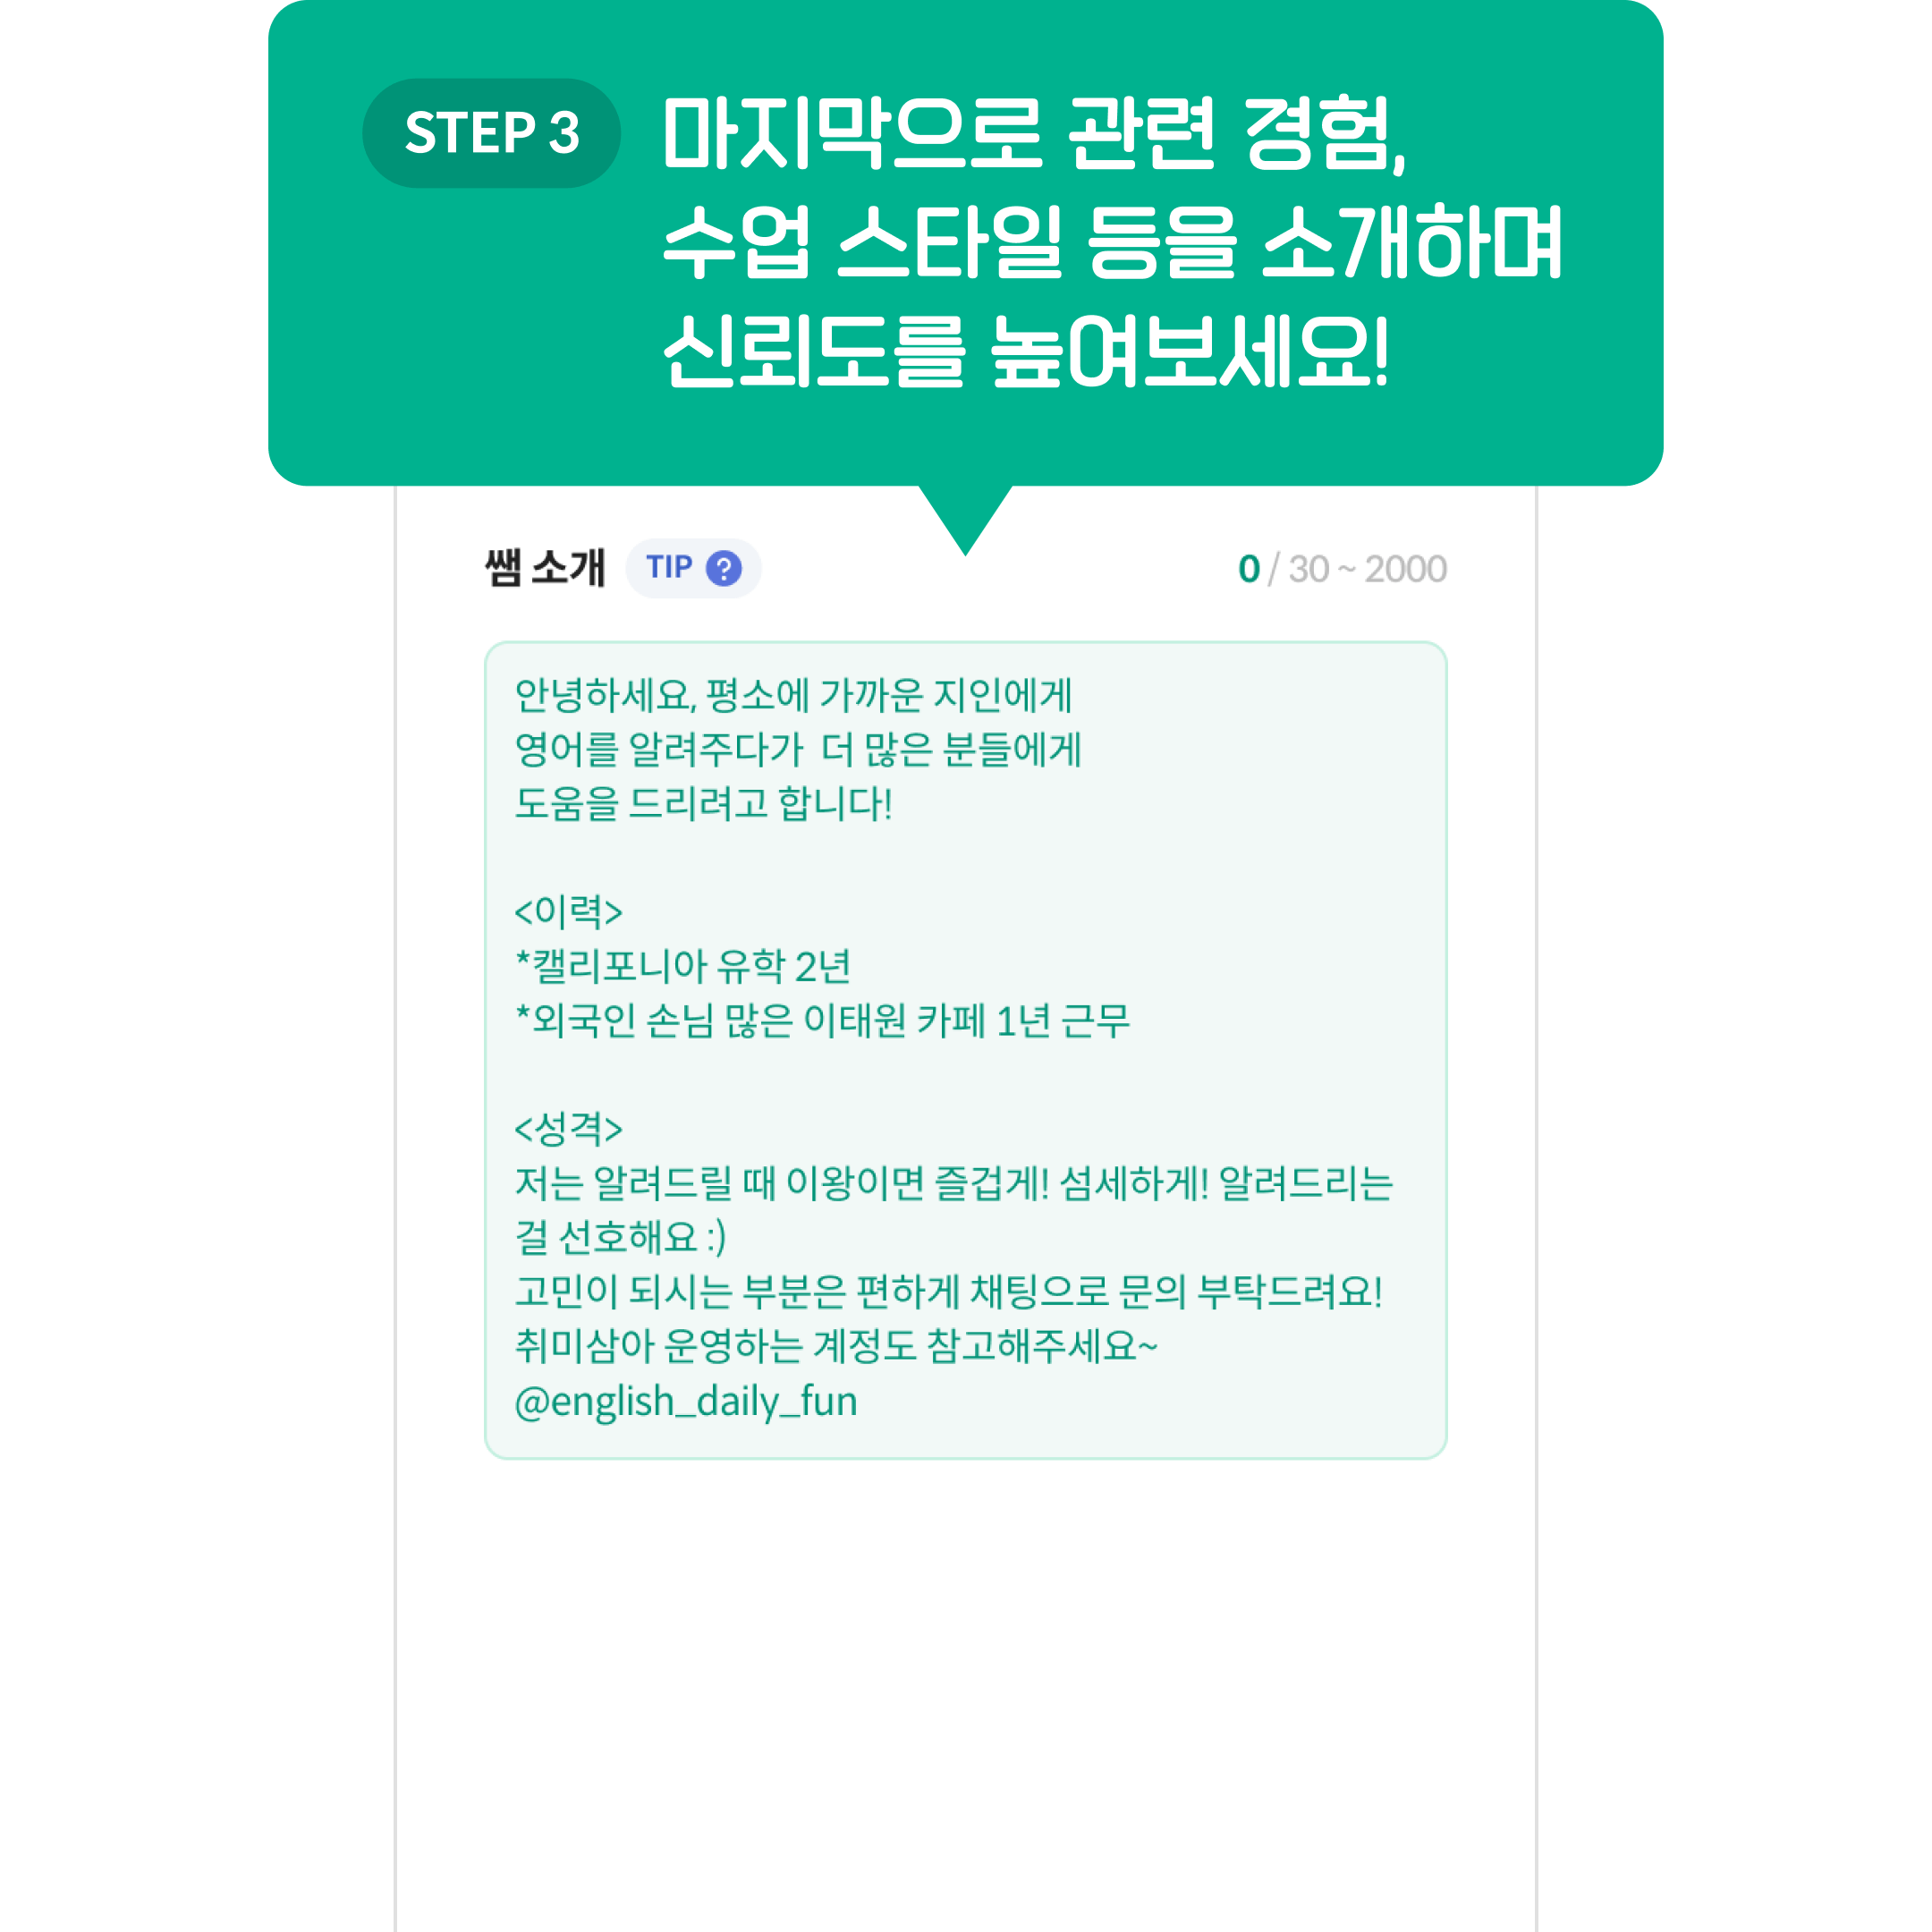 STEP 3
마지막으로 관련 경험,
수업 스타일 등을 소개하며
신뢰도를 높여보세요!
쌤 소개 TIP ? 0 / 30 ~ 2000
안녕하세요, 평소에 가까운 지인에게
영어를 알려주다가 더 많은 분들에게
도움을 드리려고 합니다!
<이력>
*캘리포니아 유학 2년
*외국인 손님 많은 이태원 카페 1년 근무
<성격>
저는 알려드릴 때 이왕이면 즐겁게! 섬세하게! 알려드리는
걸 선호해요 :)
고민이 되시는 부분은 편하게 채팅으로 문의 부탁드려요!
취미삼아 운영하는 계정도 참고해주세요~
@english_daily_fun